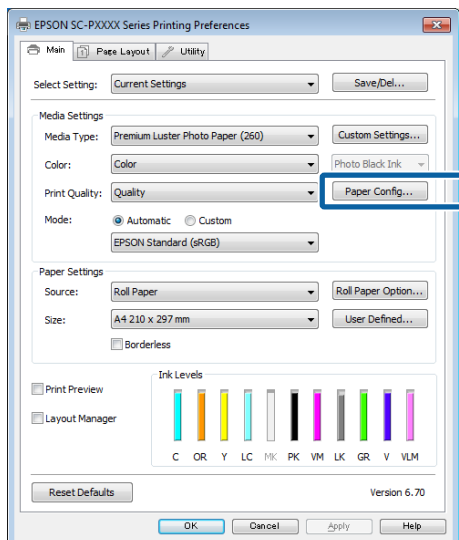 EPSON SC-PXXXX Series Printing Preferences
Main
Page Layout
Utility
Select Setting: Current Settings Save/Del...
Media Settings
Media Type: Premium Luster Photo Paper (260) Custom Settings...
Color: Color Photo Black Ink
Print Quality: Quality Paper Config...
Mode: Automatic Custom
EPSON Standard (sRGB)
Paper Settings
Source: Roll Paper Roll Paper Option...
Size: A4 210 x 297 mm User Defined...
Borderless
Ink Levels
Print Preview
Layout Manager
C OR Y LC MK PK VM LK GR V VLM
Reset Defaults Version 6.70
OK Cancel Apply Help